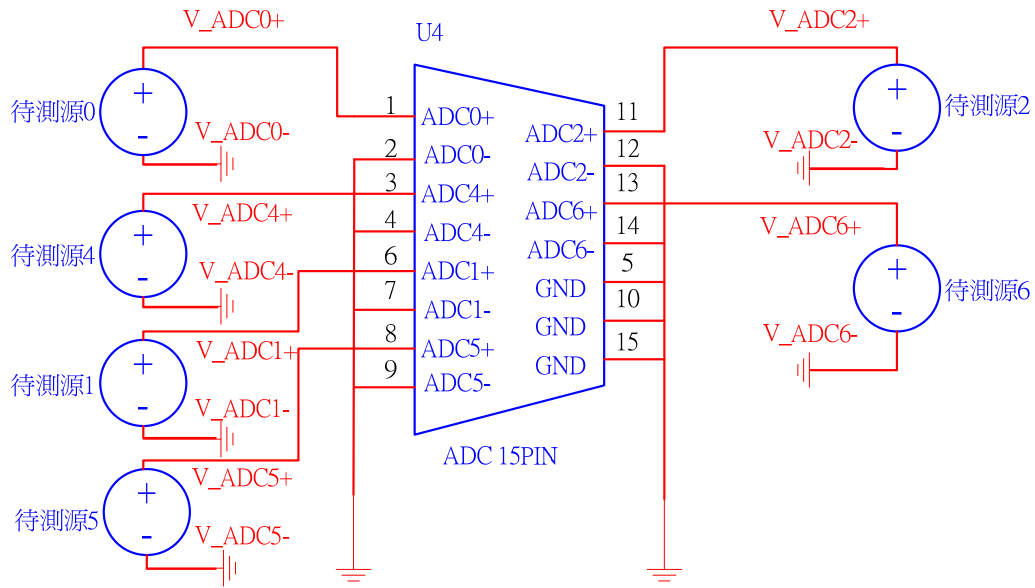 V_ADC0+
待測源0
V_ADC0-
V_ADC4+
待測源4
V_ADC4-
V_ADC1+
待測源1
V_ADC1-
V_ADC5+
待測源5
V_ADC5-
U4
1 ADC0+
2 ADC0-
3 ADC4+
4 ADC4-
6 ADC1+
7 ADC1-
8 ADC5+
9 ADC5-
ADC2+ 11
ADC2- 12
ADC6+ 13
ADC6- 14
GND 5
GND 10
GND 15
ADC 15PIN
V_ADC2+
待測源2
V_ADC2-
V_ADC6+
待測源6
V_ADC6-